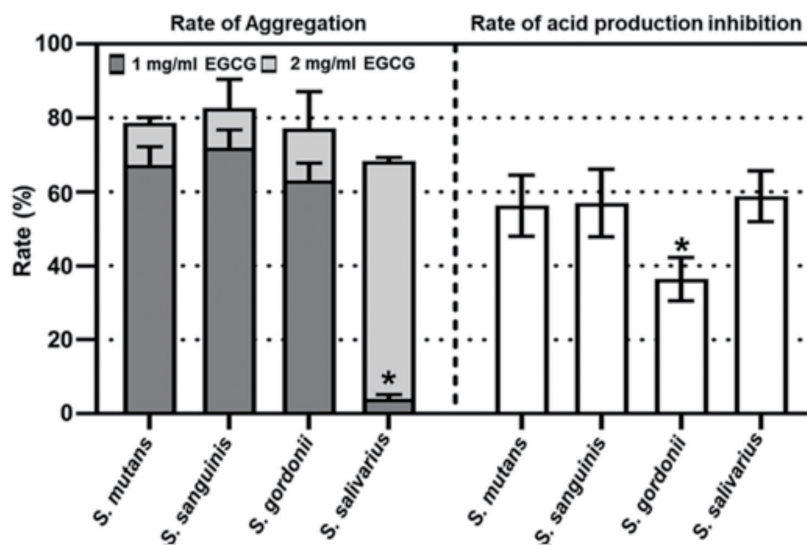 Rate of Aggregation
Rate of acid production inhibition
1 mg/ml EGCG 2 mg/ml EGCG
Rate (%)
100
80
60
40
20
0
*
*
S. mutans
S. sanguinis
S. gordonii
S. salivarius
S. mutans
S. sanguinis
S. gordonii
S. salivarius